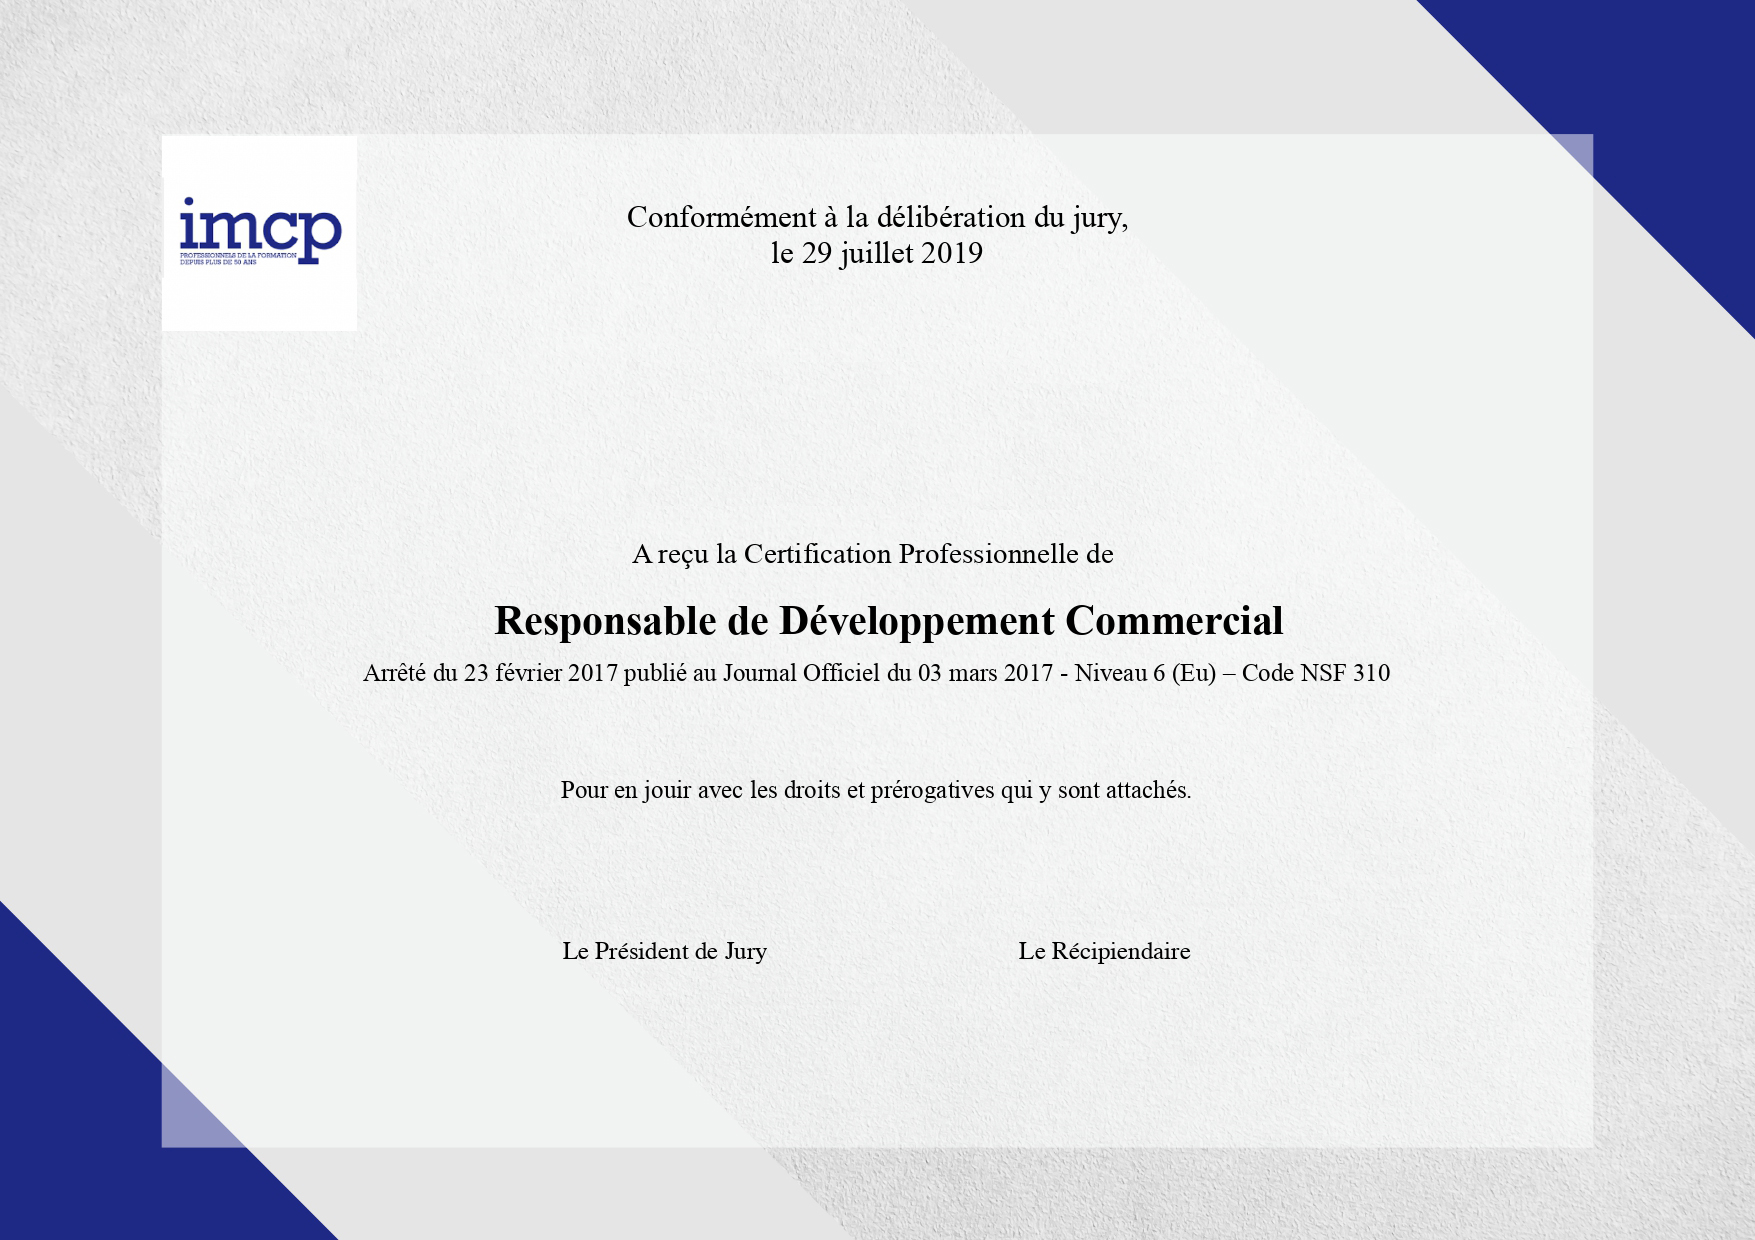 imcp
PROFESSIONNELS DE LA FORMATION
DEPUIS PLUS DE 50 ANS
Conformément à la délibération du jury,
le 29 juillet 2019
A reçu la Certification Professionnelle de
Responsable de Développement Commercial
Arrêté du 23 février 2017 publié au Journal Officiel du 03 mars 2017 - Niveau 6 (Eu) – Code NSF 310
Pour en jouir avec les droits et prérogatives qui y sont attachés.
Le Président de Jury
Le Récipiendaire